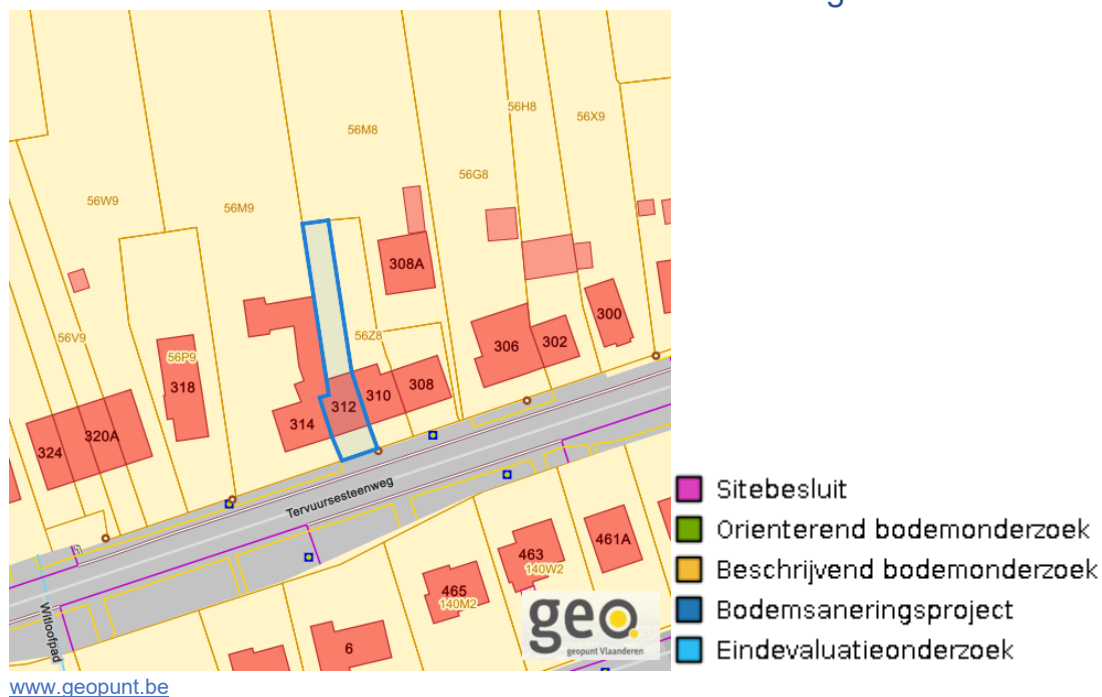 56H8
56X9
56M8
56G8
56W9
56M9
308A
56V9
56Z8
56P9
300
306
302
318
310
308
312
314
324
320A
Tervuursesteenweg
463
461A
140W2
465
140M2
6
Witloofpad
geo.
geopunt Vlaanderen
Sitebesluit
Orienterend bodemonderzoek
Beschrijvend bodemonderzoek
Bodemsaneringsproject
Eindevaluatieonderzoek
www.geopunt.be